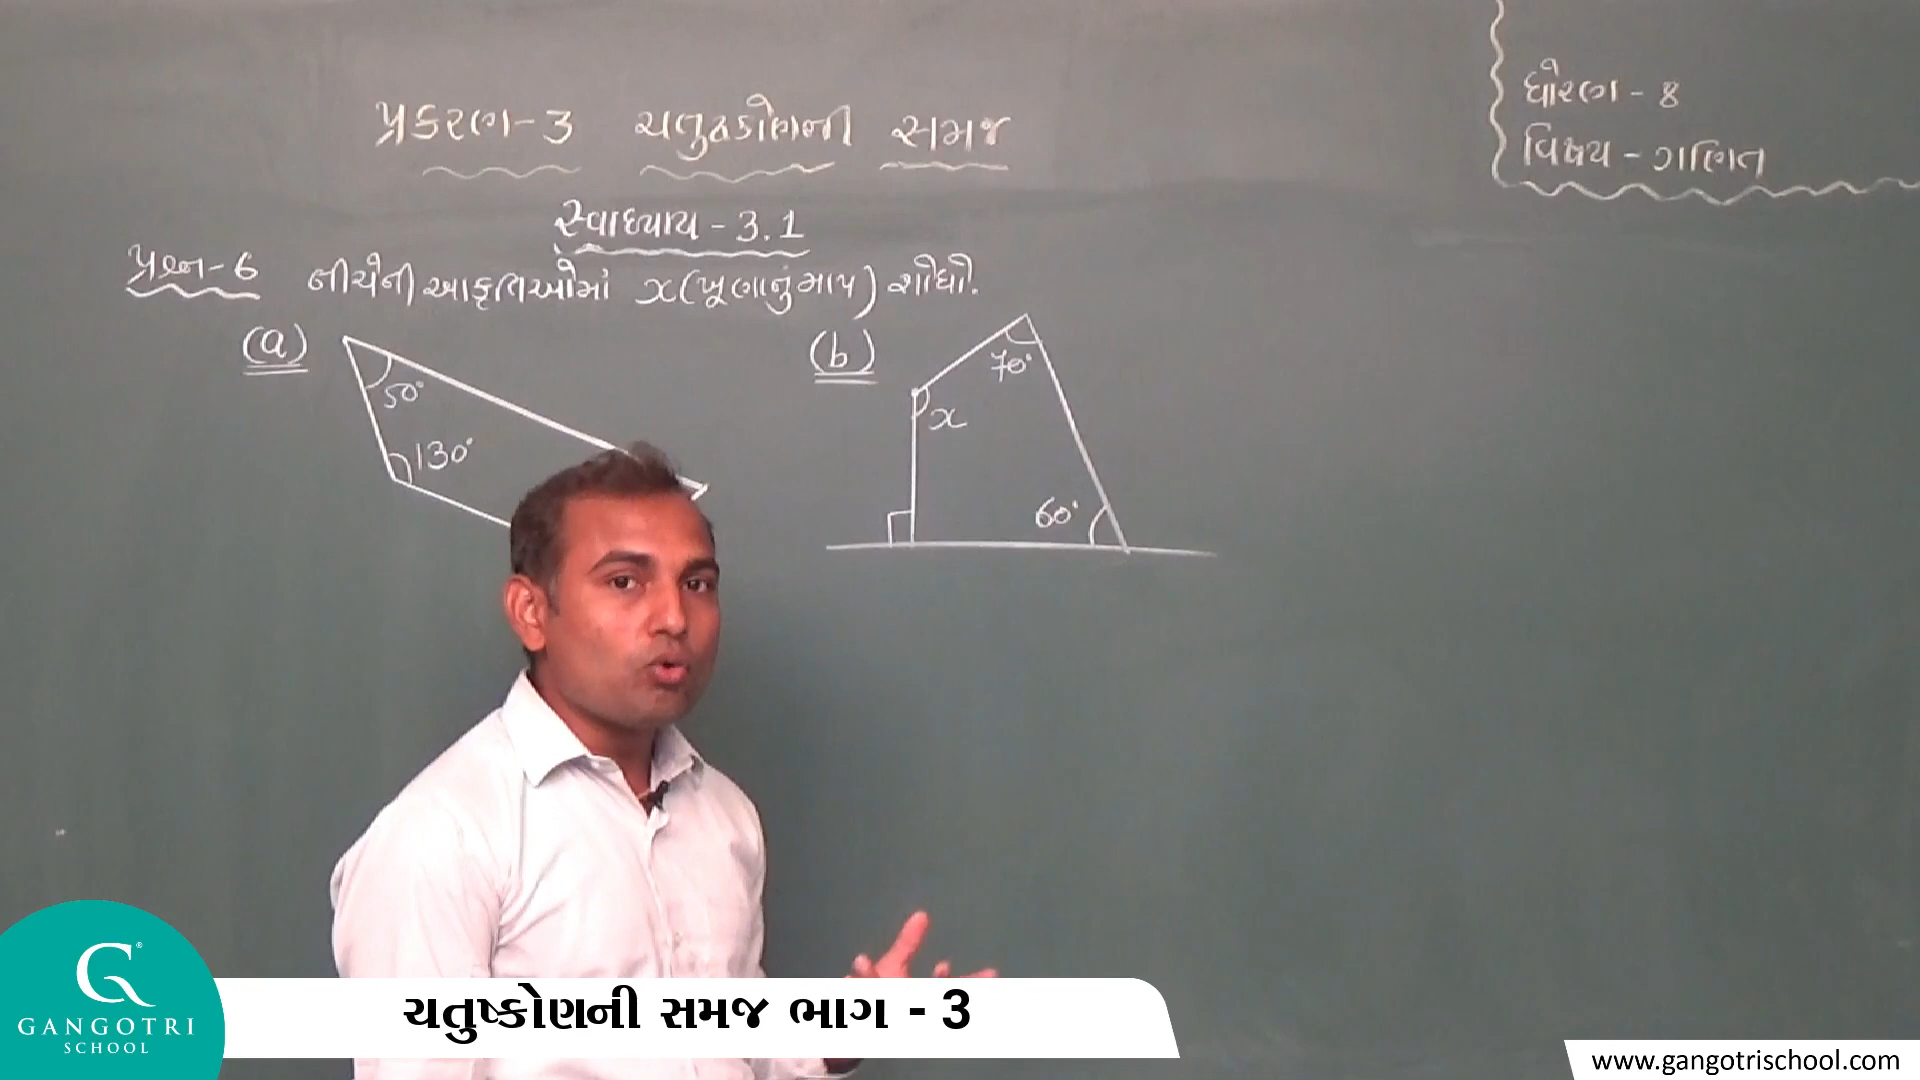 ધોરણ - 8
વિષય - ગણિત
પ્રકરણ - 3 ચતુષ્કોણની સમજ
સ્વાધ્યાય - 3.1
પ્રશ્ન - 6 નીચેની આકૃતિઓમાં x (ખૂણાનું માપ) શોધો.
(a)
50°
130°
(b)
70°
x
60°
G®
GANGOTRI
SCHOOL
ચતુષ્કોણની સમજ ભાગ - 3
www.gangotrischool.com